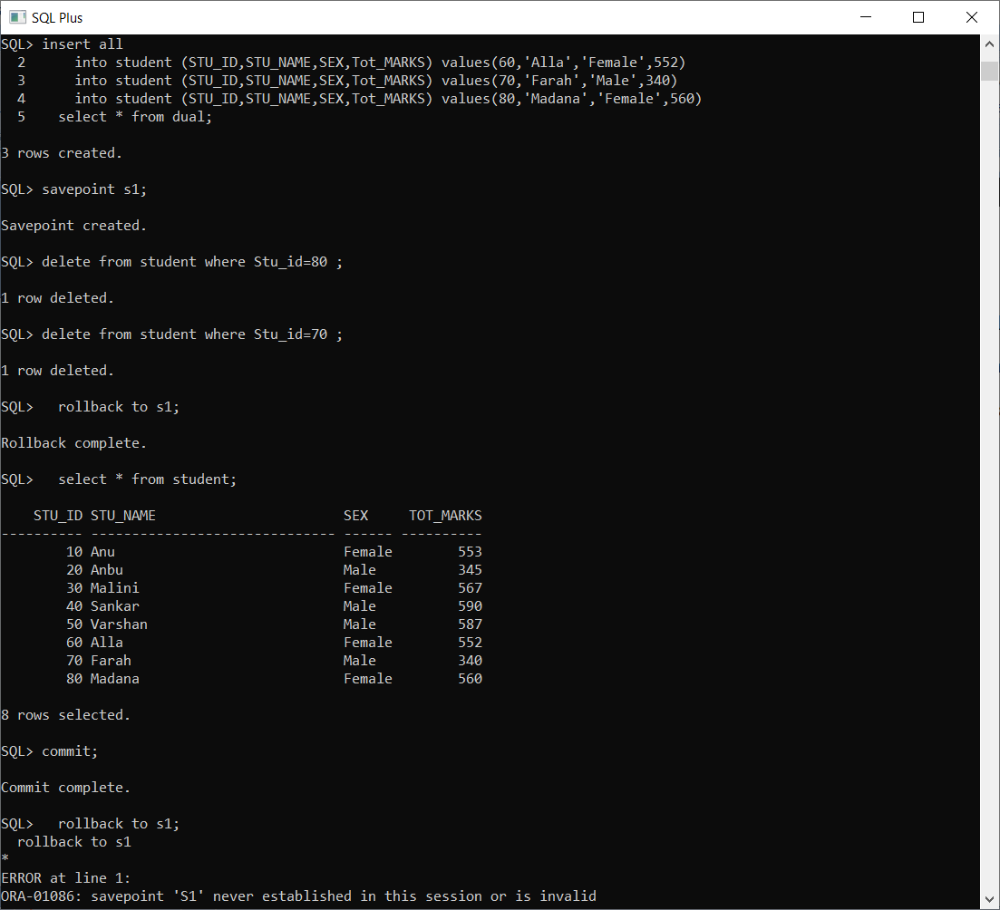 SQL Plus
SQL> insert all
  2      into student (STU_ID,STU_NAME,SEX,Tot_MARKS) values(60,'Alla','Female',552)
  3      into student (STU_ID,STU_NAME,SEX,Tot_MARKS) values(70,'Farah','Male',340)
  4      into student (STU_ID,STU_NAME,SEX,Tot_MARKS) values(80,'Madana','Female',560)
  5    select * from dual;
3 rows created.
SQL> savepoint s1;
Savepoint created.
SQL> delete from student where Stu_id=80 ;
1 row deleted.
SQL> delete from student where Stu_id=70 ;
1 row deleted.
SQL>   rollback to s1;
Rollback complete.
SQL>   select * from student;
    STU_ID STU_NAME                       SEX     TOT_MARKS
---------- ------------------------------ ------ ----------
        10 Anu                            Female        553
        20 Anbu                           Male          345
        30 Malini                         Female        567
        40 Sankar                         Male          590
        50 Varshan                        Male          587
        60 Alla                           Female        552
        70 Farah                          Male          340
        80 Madana                         Female        560
8 rows selected.
SQL> commit;
Commit complete.
SQL>   rollback to s1;
  rollback to s1
*
ERROR at line 1:
ORA-01086: savepoint 'S1' never established in this session or is invalid